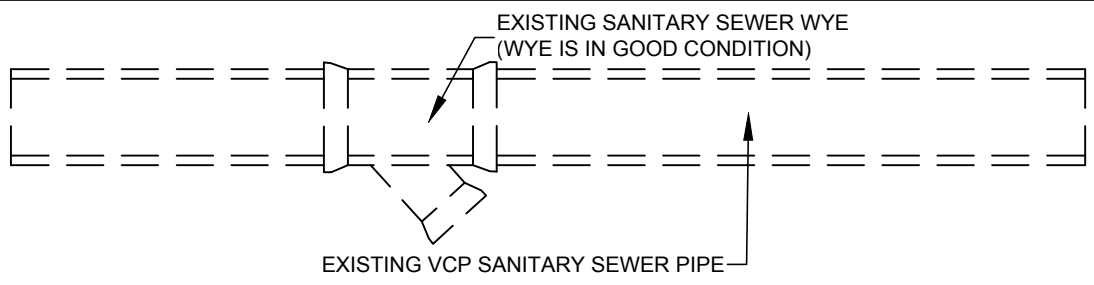 EXISTING SANITARY SEWER WYE
(WYE IS IN GOOD CONDITION)
EXISTING VCP SANITARY SEWER PIPE